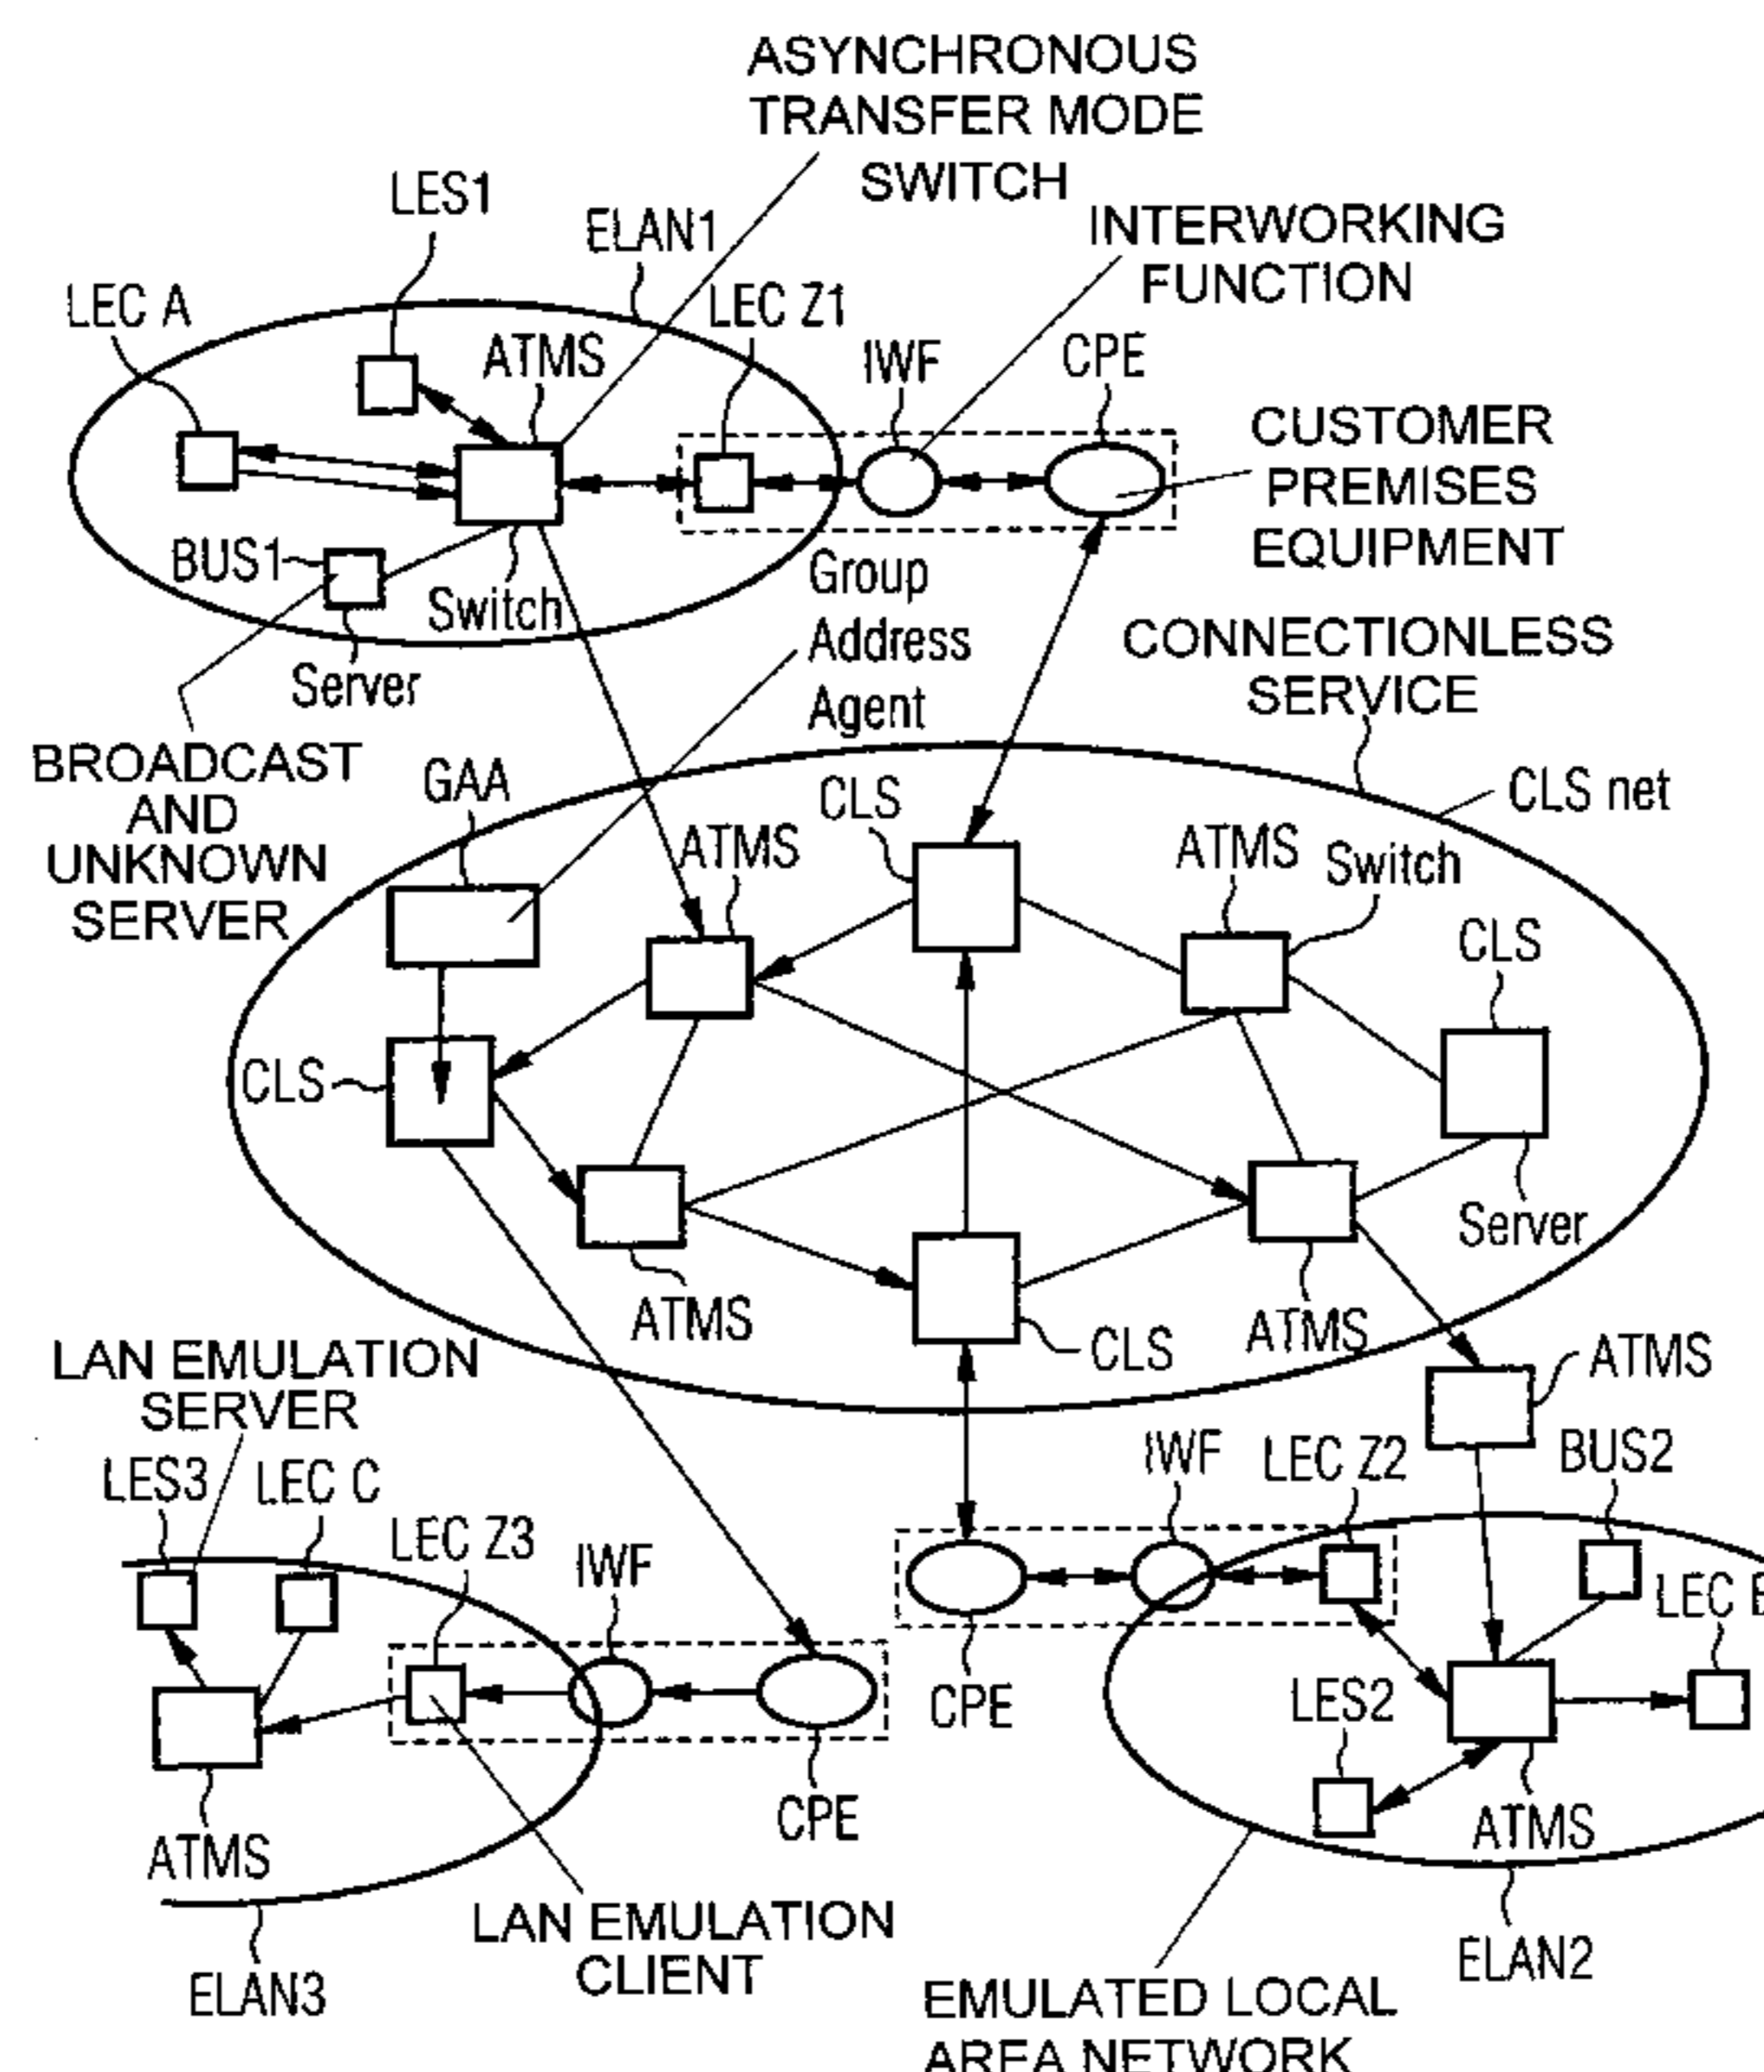 ASYNCHRONOUS
TRANSFER MODE
SWITCH
LES1
ELAN1
INTERWORKING
FUNCTION
LEC A
ATMS
LEC Z1
IWF
CPE
CUSTOMER
PREMISES
EQUIPMENT
BUS1
Switch
Server
Group
Address
Agent
CONNECTIONLESS
SERVICE
BROADCAST
AND
UNKNOWN
SERVER
GAA
CLS
CLS net
ATMS
ATMS
Switch
CLS
CLS
Server
ATMS
CLS
ATMS
ATMS
LAN EMULATION
SERVER
LES3
LEC C
LEC Z3
IWF
IWF
LEC Z2
BUS2
LEC
CPE
LES2
ATMS
CPE
ATMS
LAN EMULATION
CLIENT
ELAN3
ELAN2
EMULATED LOCAL
AREA NETWORK